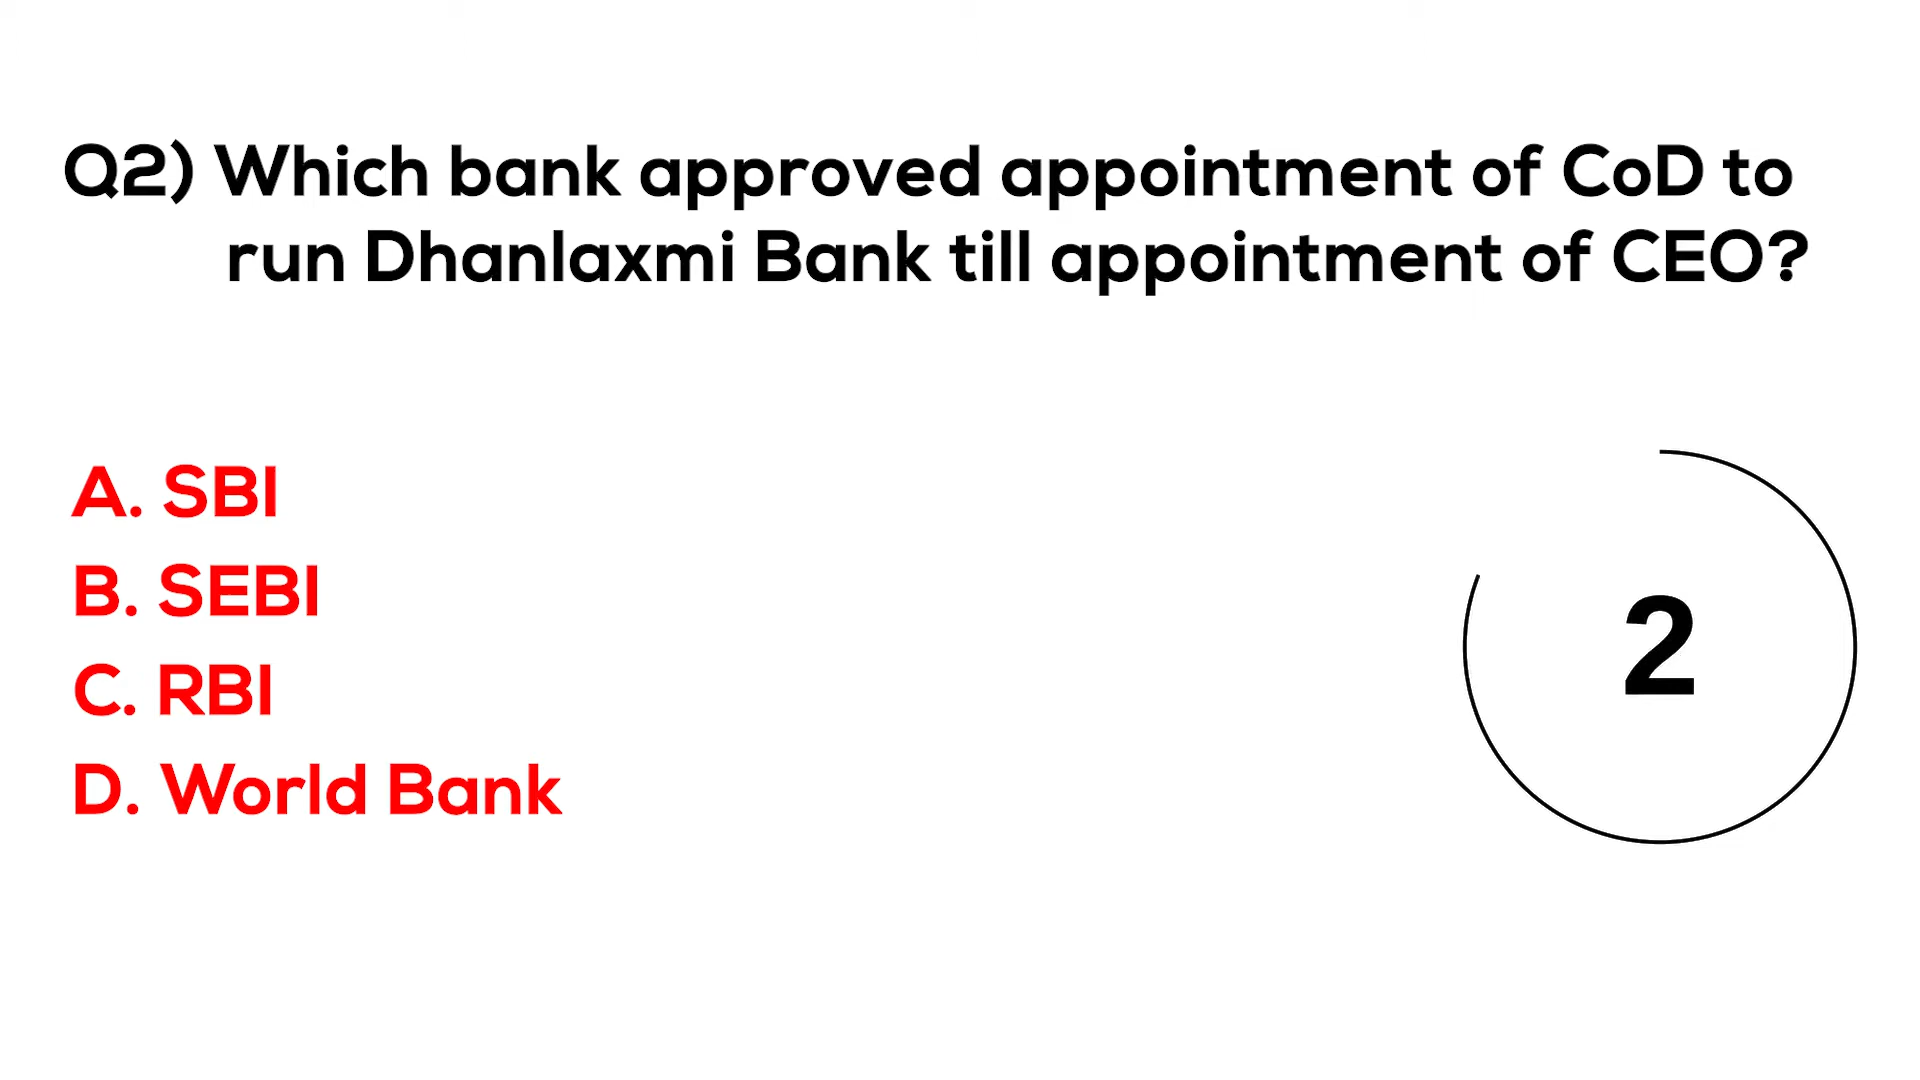 Q2) Which bank approved appointment of CoD to
run Dhanlaxmi Bank till appointment of CEO?
A. SBI
B. SEBI
C. RBI
D. World Bank
2